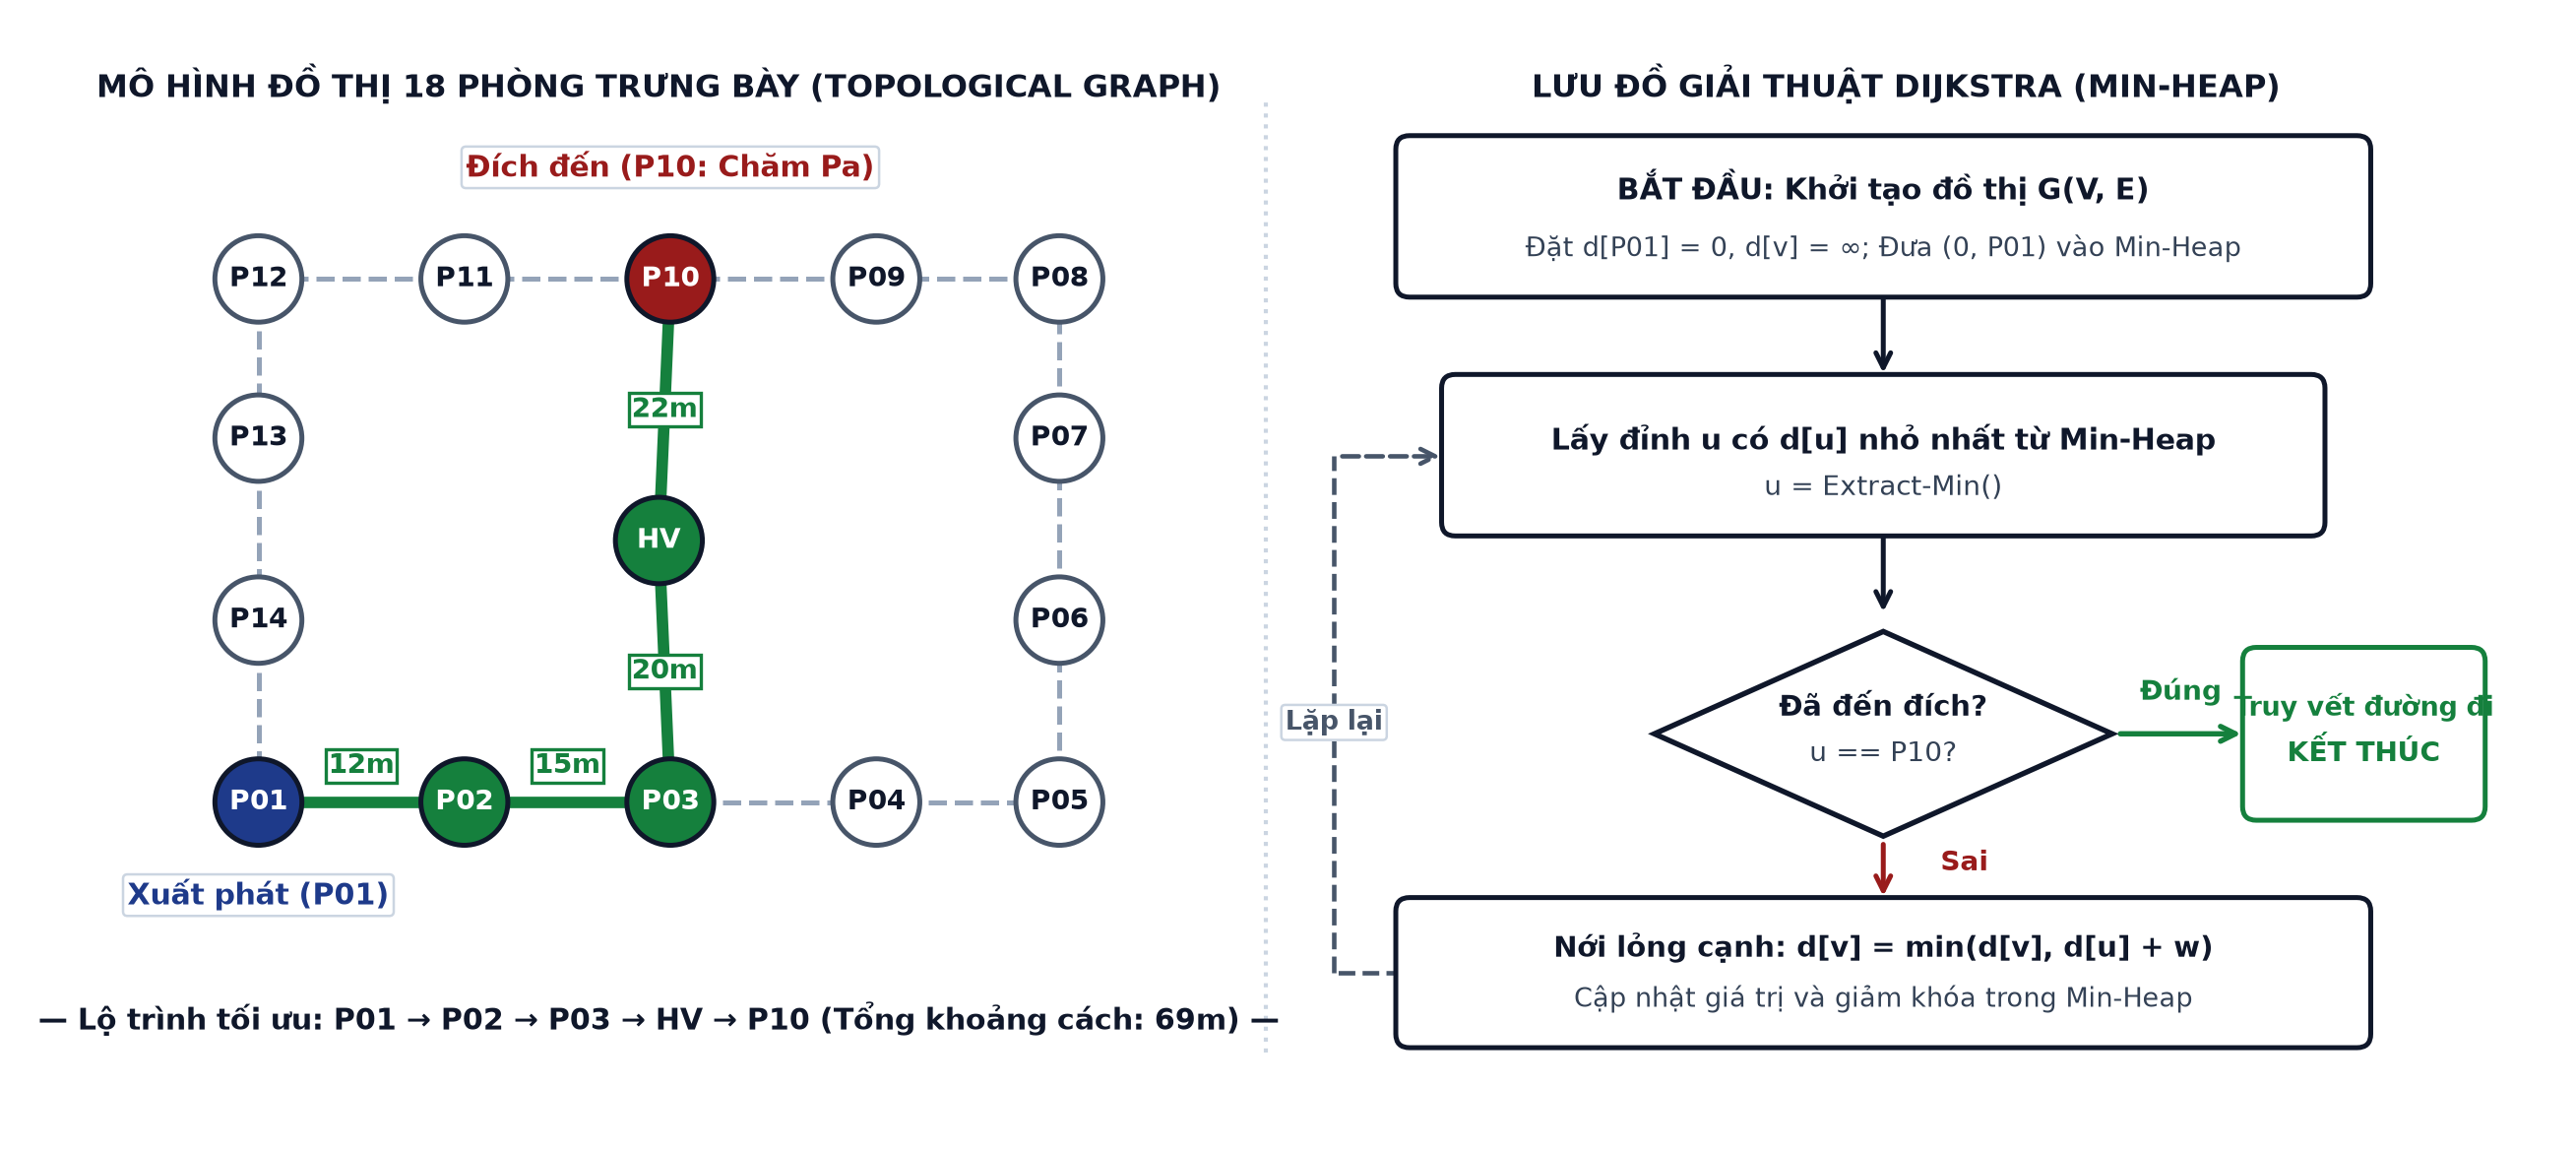 MÔ HÌNH ĐỒ THỊ 18 PHÒNG TRƯNG BÀY (TOPOLOGICAL GRAPH)
Đích đến (P10: Chăm Pa)
P12
P11
P10
P09
P08
22m
P13
P07
HV
P14
P06
20m
12m
15m
P01
P02
P03
P04
P05
Xuất phát (P01)
— Lộ trình tối ưu: P01 → P02 → P03 → HV → P10 (Tổng khoảng cách: 69m) —
LƯU ĐỒ GIẢI THUẬT DIJKSTRA (MIN-HEAP)
BẮT ĐẦU: Khởi tạo đồ thị G(V, E)
Đặt d[P01] = 0, d[v] = ∞; Đưa (0, P01) vào Min-Heap
Lấy đỉnh u có d[u] nhỏ nhất từ Min-Heap
u = Extract-Min()
Đã đến đích?
u == P10?
Đúng
Truy vết đường đi
KẾT THÚC
Lặp lại
Sai
Nới lỏng cạnh: d[v] = min(d[v], d[u] + w)
Cập nhật giá trị và giảm khóa trong Min-Heap